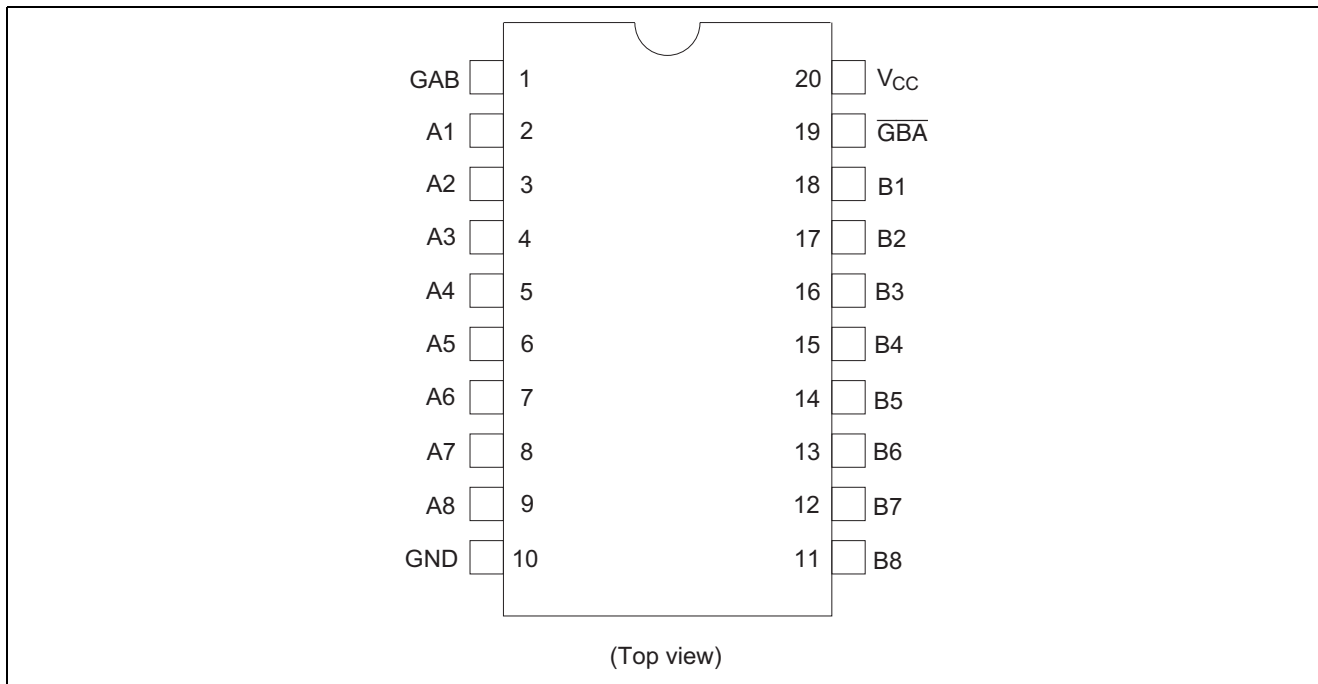 GAB 1 20 VCC
A1 2 19 G̅B̅A̅
A2 3 18 B1
A3 4 17 B2
A4 5 16 B3
A5 6 15 B4
A6 7 14 B5
A7 8 13 B6
A8 9 12 B7
GND 10 11 B8
(Top view)